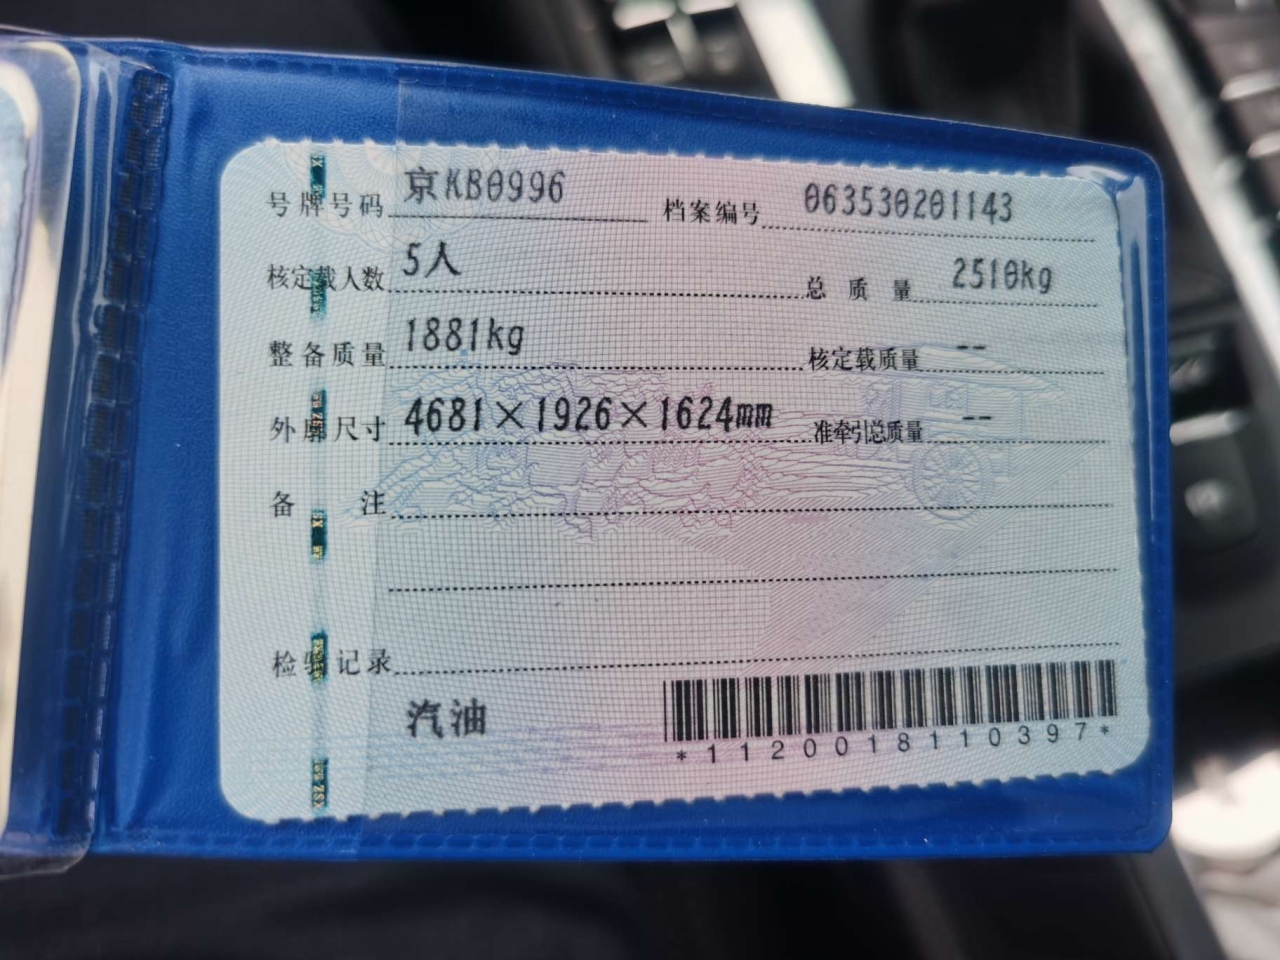 号牌号码 京KB0996 档案编号 063530201143
核定载人数 5人 总质量 2510kg
整备质量 1881kg 核定载质量 --
外廓尺寸 4681×1926×1624mm 准牵引总质量 --
备注
检验记录
汽油
*1120018110397*